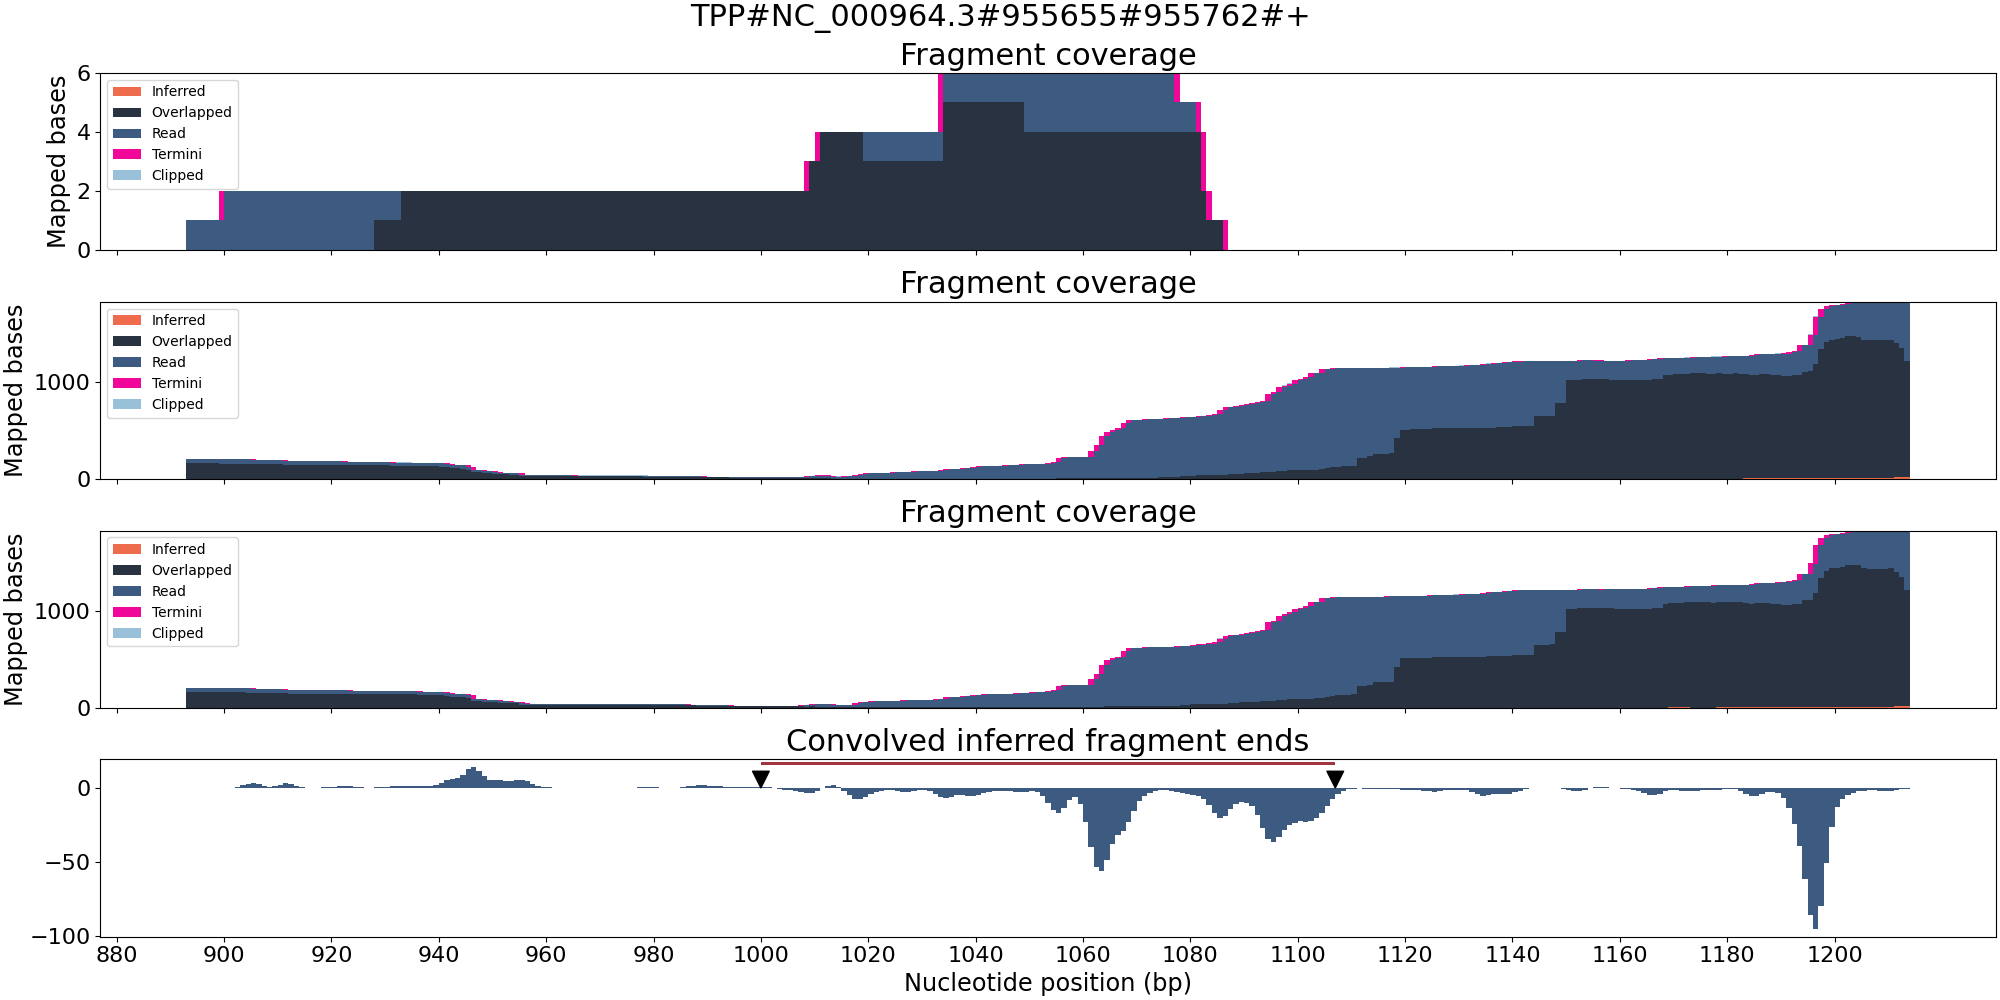 TPP#NC_000964.3#955655#955762#+
Fragment coverage
Mapped bases
6
4
2
0
Inferred
Overlapped
Read
Termini
Clipped
Fragment coverage
Mapped bases
1000
0
Inferred
Overlapped
Read
Termini
Clipped
Fragment coverage
Mapped bases
1000
0
Inferred
Overlapped
Read
Termini
Clipped
Convolved inferred fragment ends
0
−50
−100
880 900 920 940 960 980 1000 1020 1040 1060 1080 1100 1120 1140 1160 1180 1200
Nucleotide position (bp)